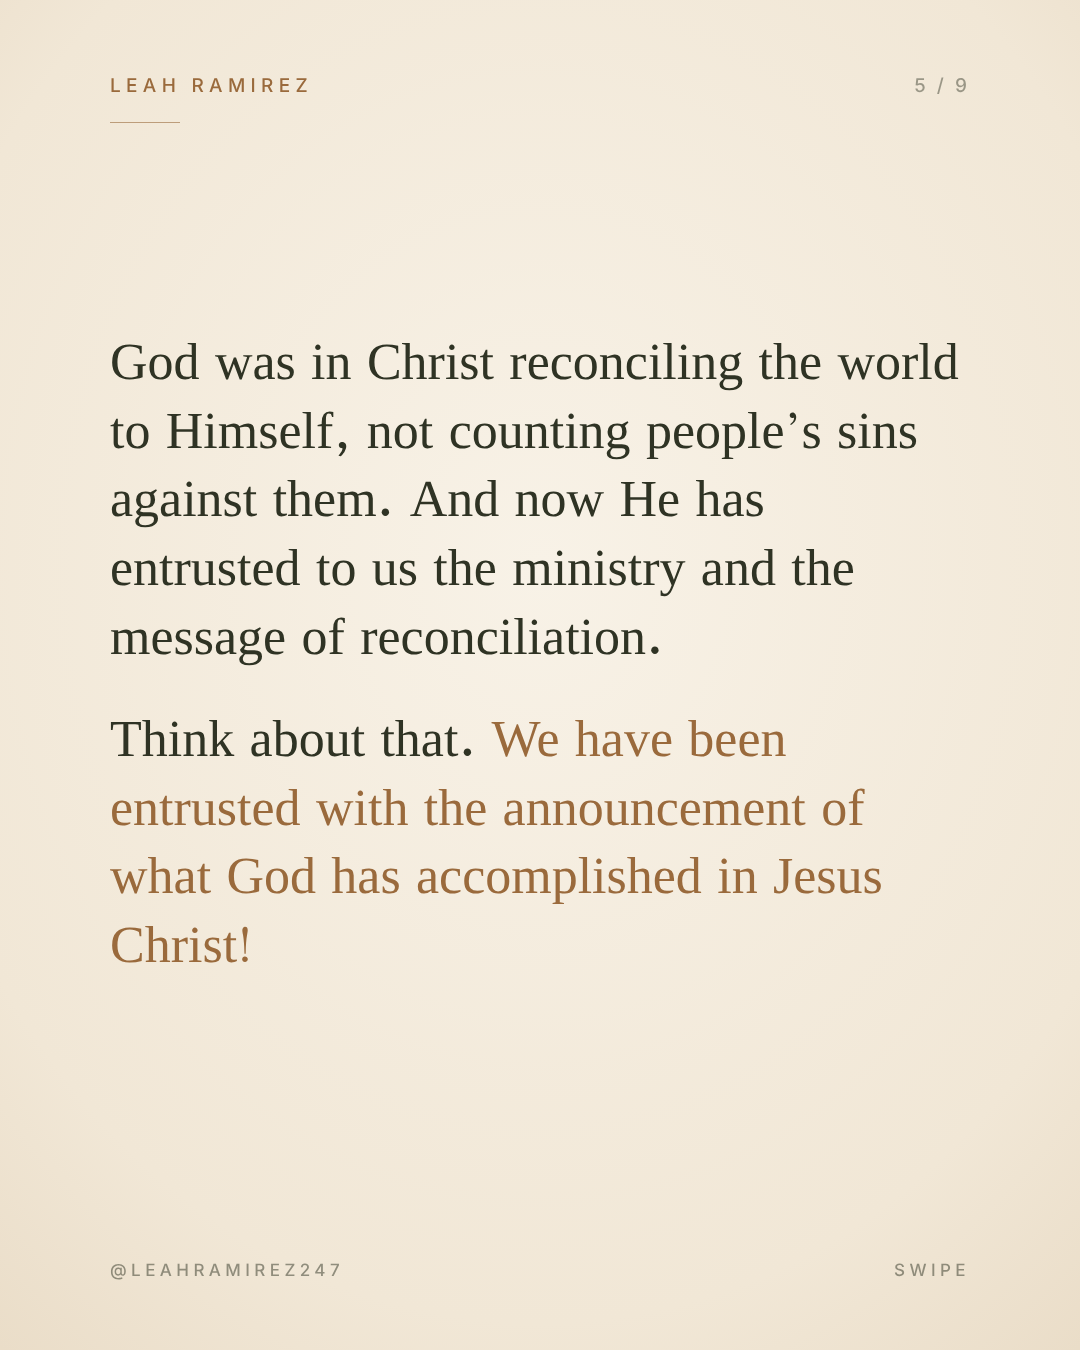 LEAH RAMIREZ
5 / 9
God was in Christ reconciling the world
to Himself, not counting people’s sins
against them. And now He has
entrusted to us the ministry and the
message of reconciliation.
Think about that. We have been
entrusted with the announcement of
what God has accomplished in Jesus
Christ!
@LEAHRAMIREZ247
SWIPE